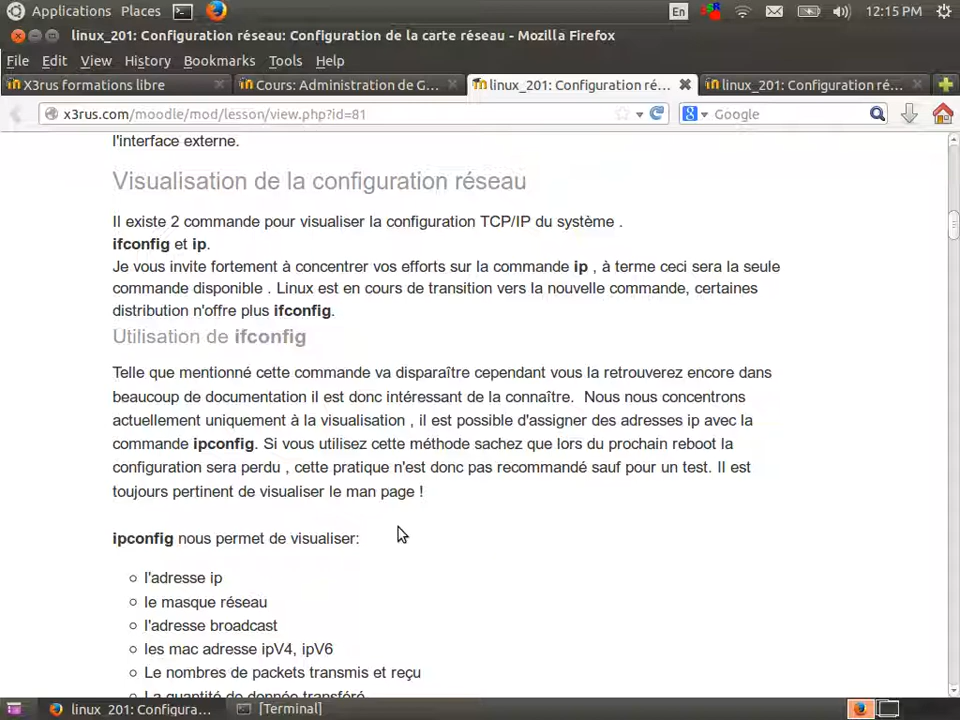 Applications Places En 12:15 PM
linux_201: Configuration réseau: Configuration de la carte réseau - Mozilla Firefox
File Edit View History Bookmarks Tools Help
X3rus formations libre Cours: Administration de G... linux_201: Configuration ré... linux_201: Configuration ré...
x3rus.com/moodle/mod/lesson/view.php?id=81 Google
l'interface externe.
Visualisation de la configuration réseau
Il existe 2 commande pour visualiser la configuration TCP/IP du système .
ifconfig et ip.
Je vous invite fortement à concentrer vos efforts sur la commande ip , à terme ceci sera la seule
commande disponible . Linux est en cours de transition vers la nouvelle commande, certaines
distribution n'offre plus ifconfig.
Utilisation de ifconfig
Telle que mentionné cette commande va disparaître cependant vous la retrouverez encore dans
beaucoup de documentation il est donc intéressant de la connaître. Nous nous concentrons
actuellement uniquement à la visualisation , il est possible d'assigner des adresses ip avec la
commande ipconfig. Si vous utilisez cette méthode sachez que lors du prochain reboot la
configuration sera perdu , cette pratique n'est donc pas recommandé sauf pour un test. Il est
toujours pertinent de visualiser le man page !
ipconfig nous permet de visualiser:
l'adresse ip
le masque réseau
l'adresse broadcast
les mac adresse ipV4, ipV6
Le nombres de packets transmis et reçu
La quantité de donnée transféré
linux_201: Configura... [Terminal]